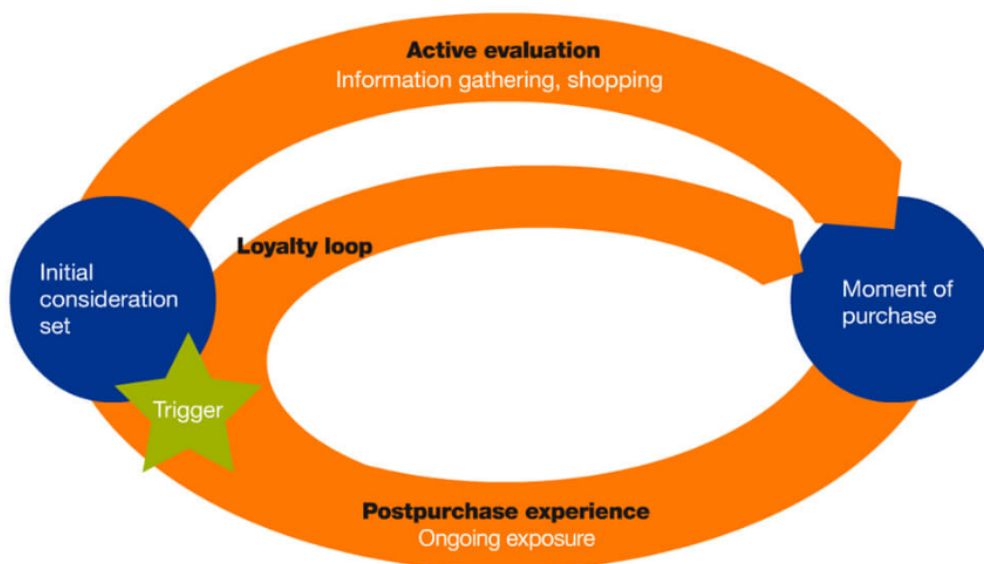 Active evaluation
Information gathering, shopping
Loyalty loop
Initial
consideration
set
Moment of
purchase
Trigger
Postpurchase experience
Ongoing exposure